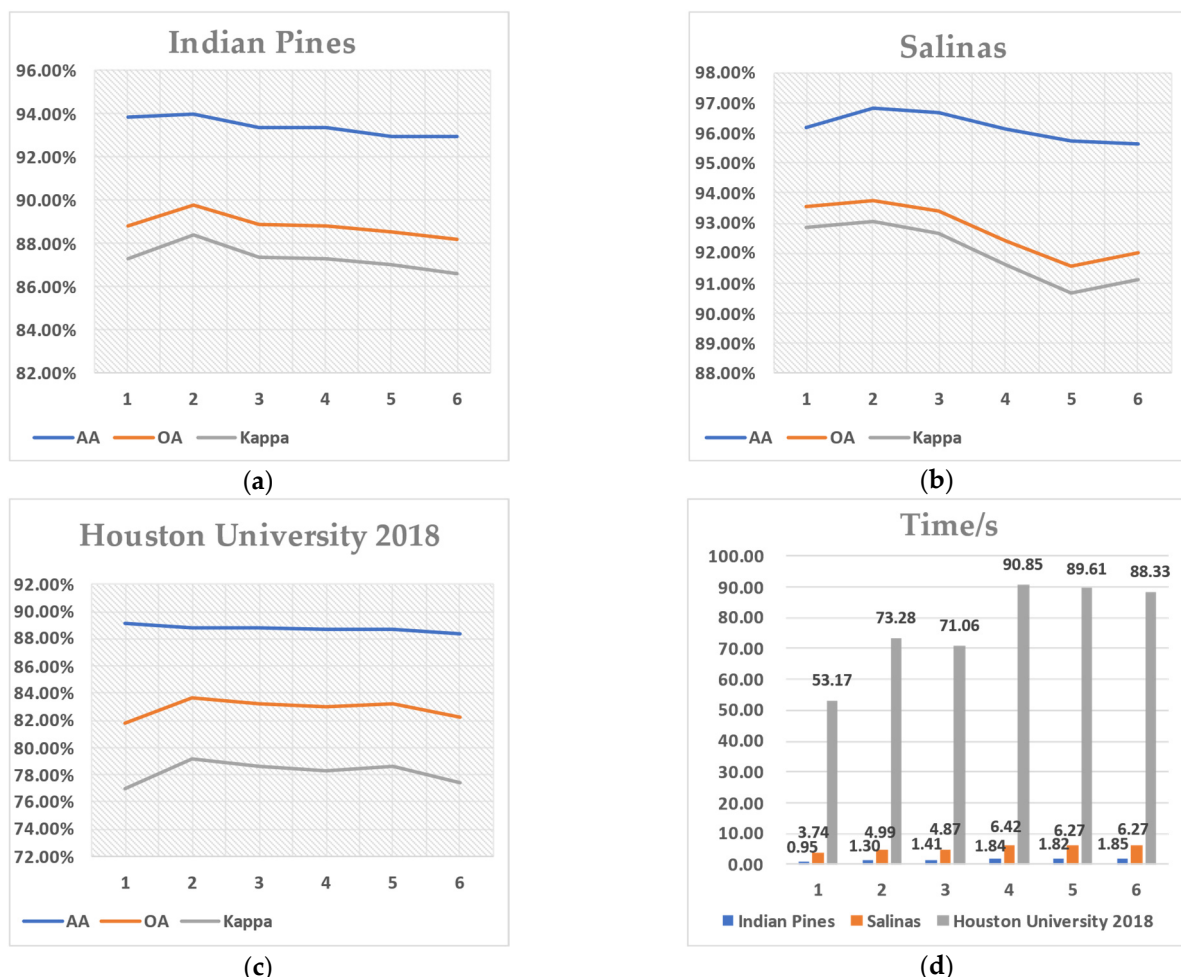 Indian Pines
96.00%
94.00%
92.00%
90.00%
88.00%
86.00%
84.00%
82.00%
1 2 3 4 5 6
AA OA Kappa
(a)
Salinas
98.00%
97.00%
96.00%
95.00%
94.00%
93.00%
92.00%
91.00%
90.00%
89.00%
88.00%
1 2 3 4 5 6
AA OA Kappa
(b)
Houston University 2018
92.00%
90.00%
88.00%
86.00%
84.00%
82.00%
80.00%
78.00%
76.00%
74.00%
72.00%
1 2 3 4 5 6
AA OA Kappa
(c)
Time/s
100.00
90.00
80.00
70.00
60.00
50.00
40.00
30.00
20.00
10.00
0.00
53.17 73.28 71.06 90.85 89.61 88.33
3.74 4.99 4.87 6.42 6.27 6.27
0.95 1.30 1.41 1.84 1.82 1.85
1 2 3 4 5 6
Indian Pines Salinas Houston University 2018
(d)